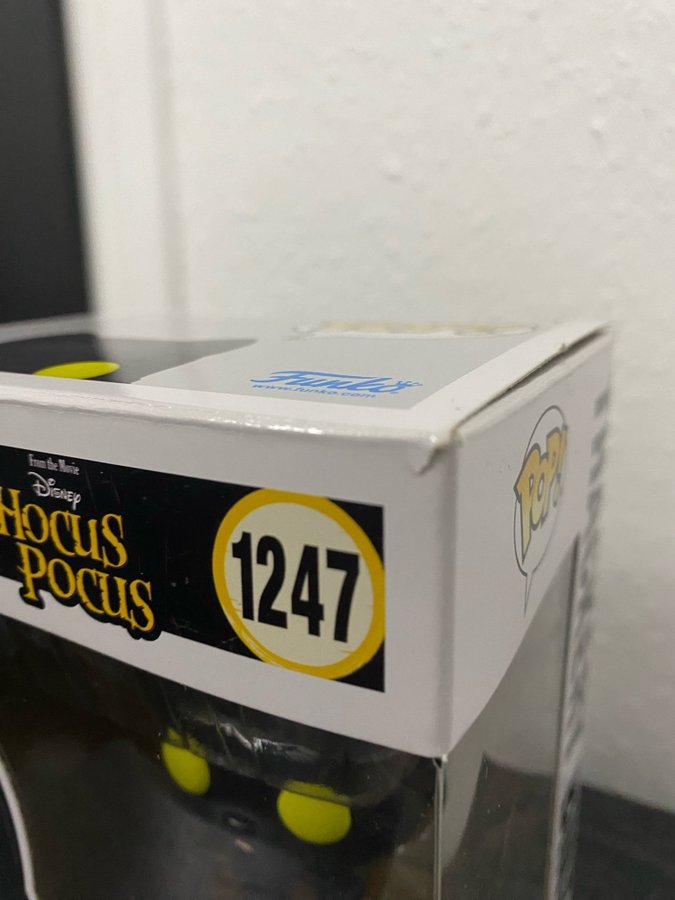 Funko
www.funko.com
POP!
From the Movie
Disney
HOCUS
POCUS
1247